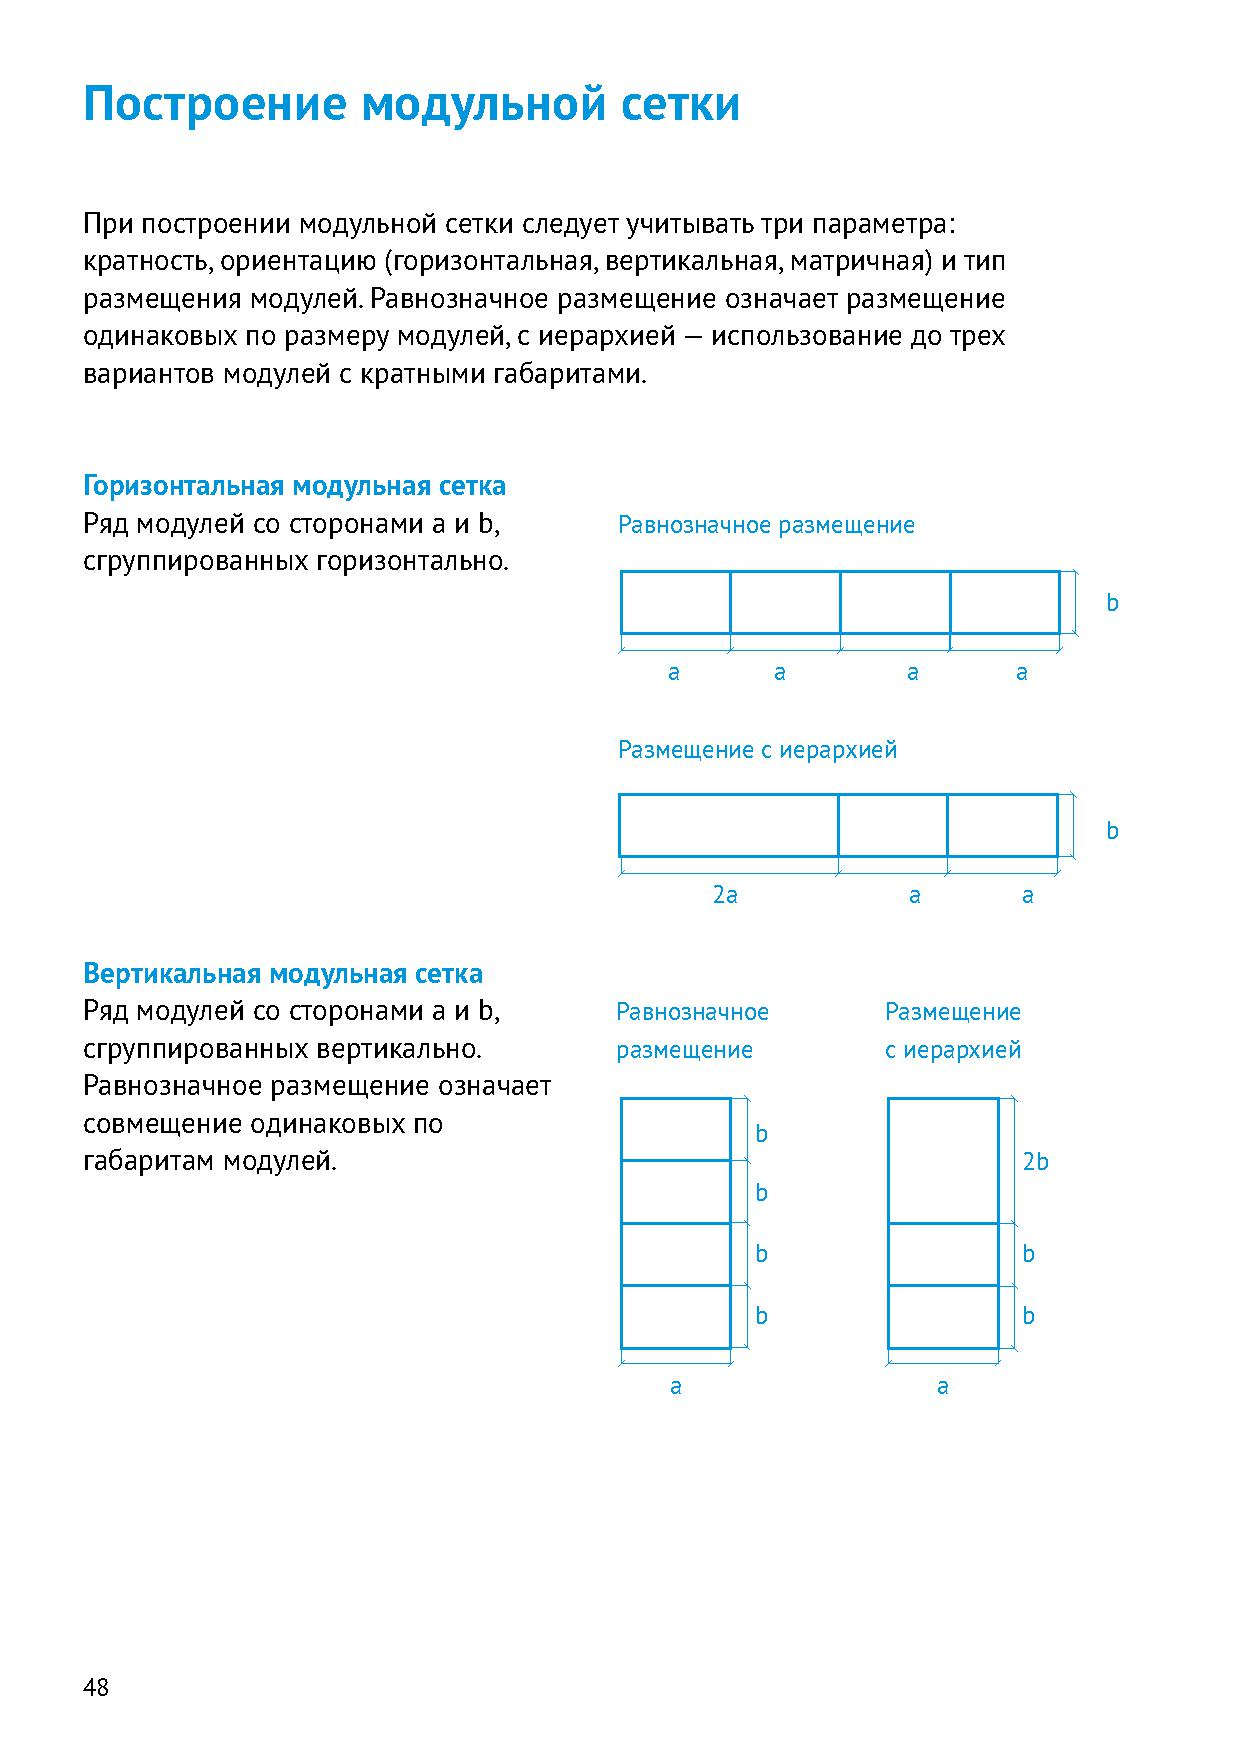 Построение модульной сетки
При построении модульной сетки следует учитывать три параметра:
кратность, ориентацию (горизонтальная, вертикальная, матричная) и тип
размещения модулей. Равнозначное размещение означает размещение
одинаковых по размеру модулей, с иерархией — использование до трех
вариантов модулей с кратными габаритами.
Горизонтальная модульная сетка
Ряд модулей со сторонами a и b,
сгруппированных горизонтально.
Равнозначное размещение
b
a a a a
Размещение с иерархией
b
2a a a
Вертикальная модульная сетка
Ряд модулей со сторонами a и b,
сгруппированных вертикально.
Равнозначное размещение означает
совмещение одинаковых по
габаритам модулей.
Равнозначное
размещение
b
b
b
b
a
Размещение
с иерархией
2b
b
b
a
48